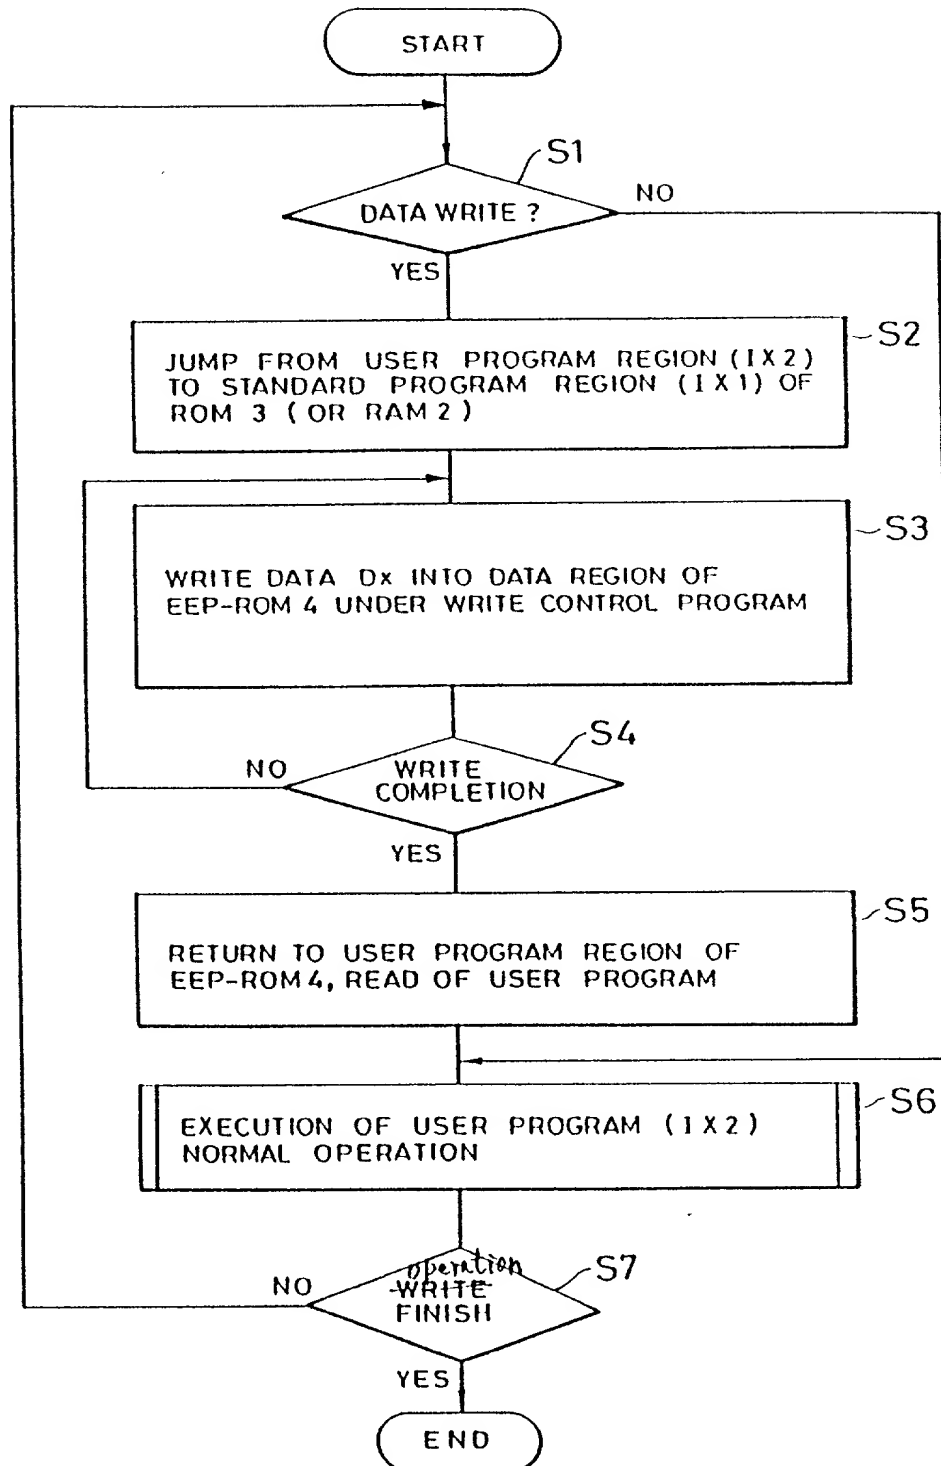 START
S1
DATA WRITE ?
NO
YES
S2
JUMP FROM USER PROGRAM REGION (IX2)
TO STANDARD PROGRAM REGION (IX1) OF
ROM 3 (OR RAM 2)
S3
WRITE DATA Dx INTO DATA REGION OF
EEP-ROM 4 UNDER WRITE CONTROL PROGRAM
S4
NO
WRITE
COMPLETION
YES
S5
RETURN TO USER PROGRAM REGION OF
EEP-ROM 4, READ OF USER PROGRAM
S6
EXECUTION OF USER PROGRAM (IX2)
NORMAL OPERATION
S7
NO
operation
WRITE
FINISH
YES
END